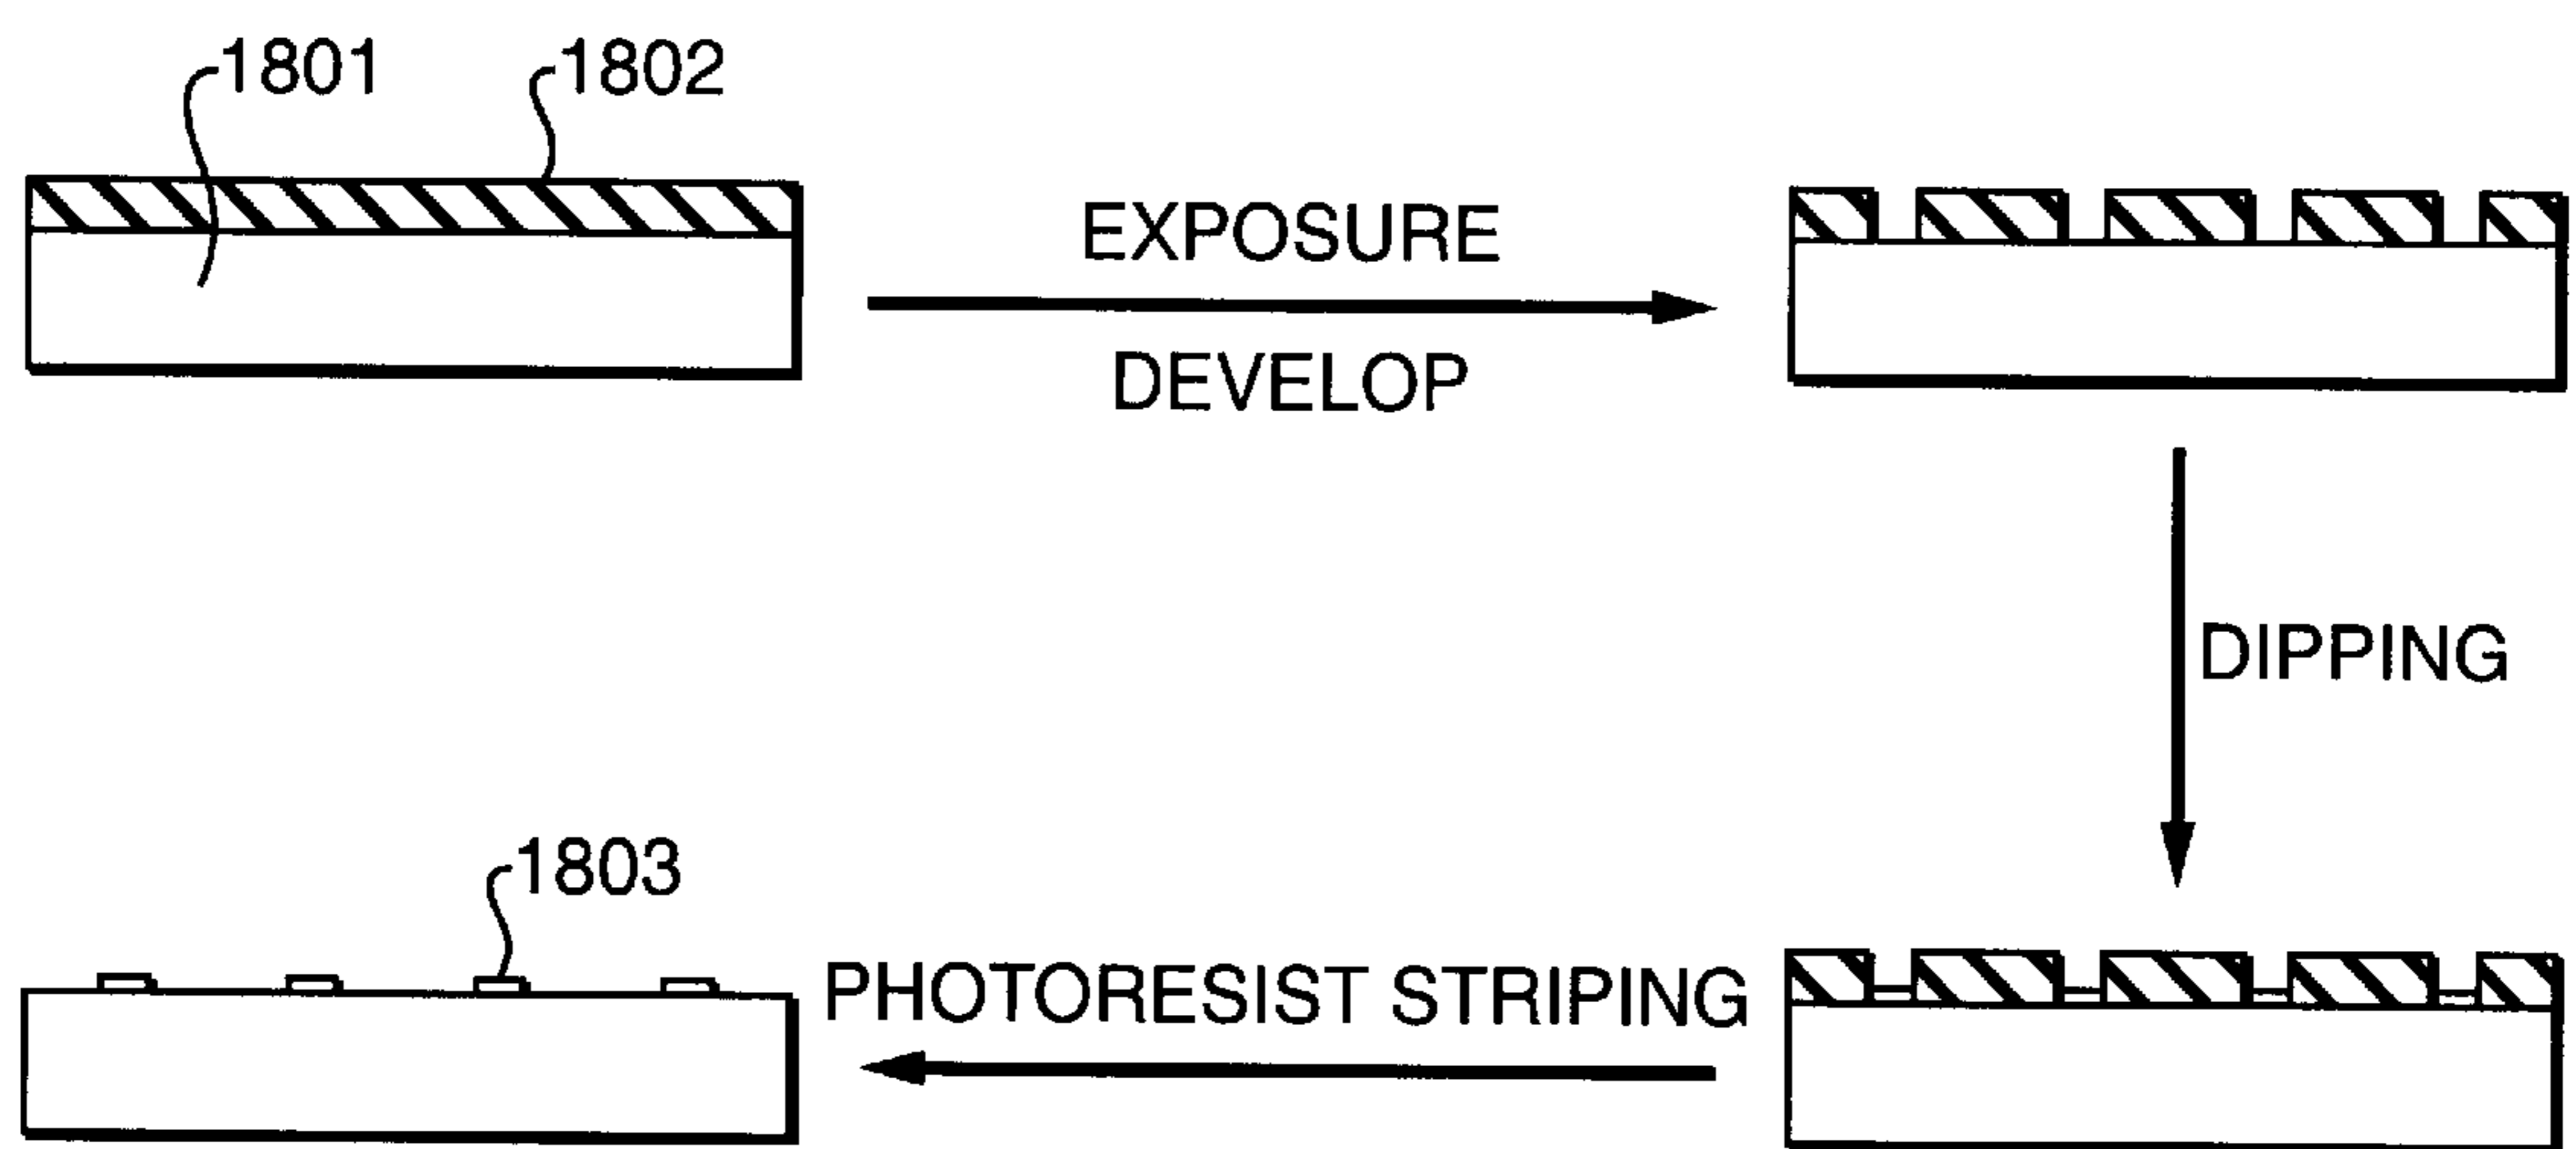 1801
1802
EXPOSURE
DEVELOP
DIPPING
1803
PHOTORESIST STRIPING